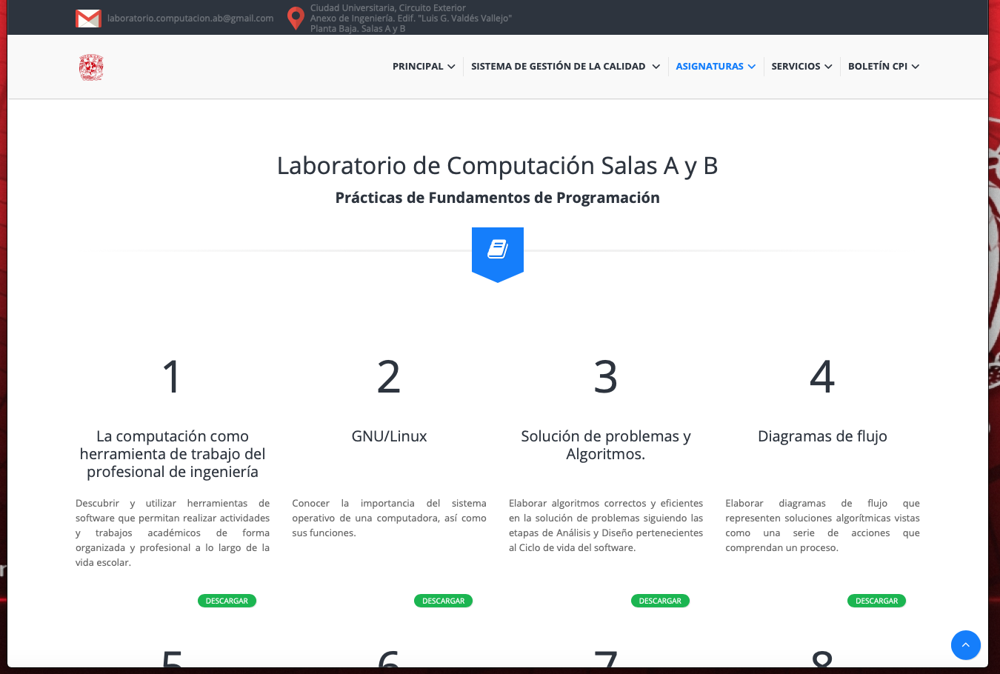 laboratorio.computacion.ab@gmail.com
Ciudad Universitaria, Circuito Exterior
Anexo de Ingeniería. Edif. "Luis G. Valdés Vallejo"
Planta Baja. Salas A y B
PRINCIPAL
SISTEMA DE GESTIÓN DE LA CALIDAD
ASIGNATURAS
SERVICIOS
BOLETÍN CPI
Laboratorio de Computación Salas A y B
Prácticas de Fundamentos de Programación
1
La computación como
herramienta de trabajo del
profesional de ingeniería
Descubrir y utilizar herramientas de
software que permitan realizar actividades
y trabajos académicos de forma
organizada y profesional a lo largo de la
vida escolar.
DESCARGAR
2
GNU/Linux
Conocer la importancia del sistema
operativo de una computadora, así como
sus funciones.
DESCARGAR
3
Solución de problemas y
Algoritmos.
Elaborar algoritmos correctos y eficientes
en la solución de problemas siguiendo las
etapas de Análisis y Diseño pertenecientes
al Ciclo de vida del software.
DESCARGAR
4
Diagramas de flujo
Elaborar diagramas de flujo que
representen soluciones algorítmicas vistas
como una serie de acciones que
comprendan un proceso.
DESCARGAR
5
6
7
8